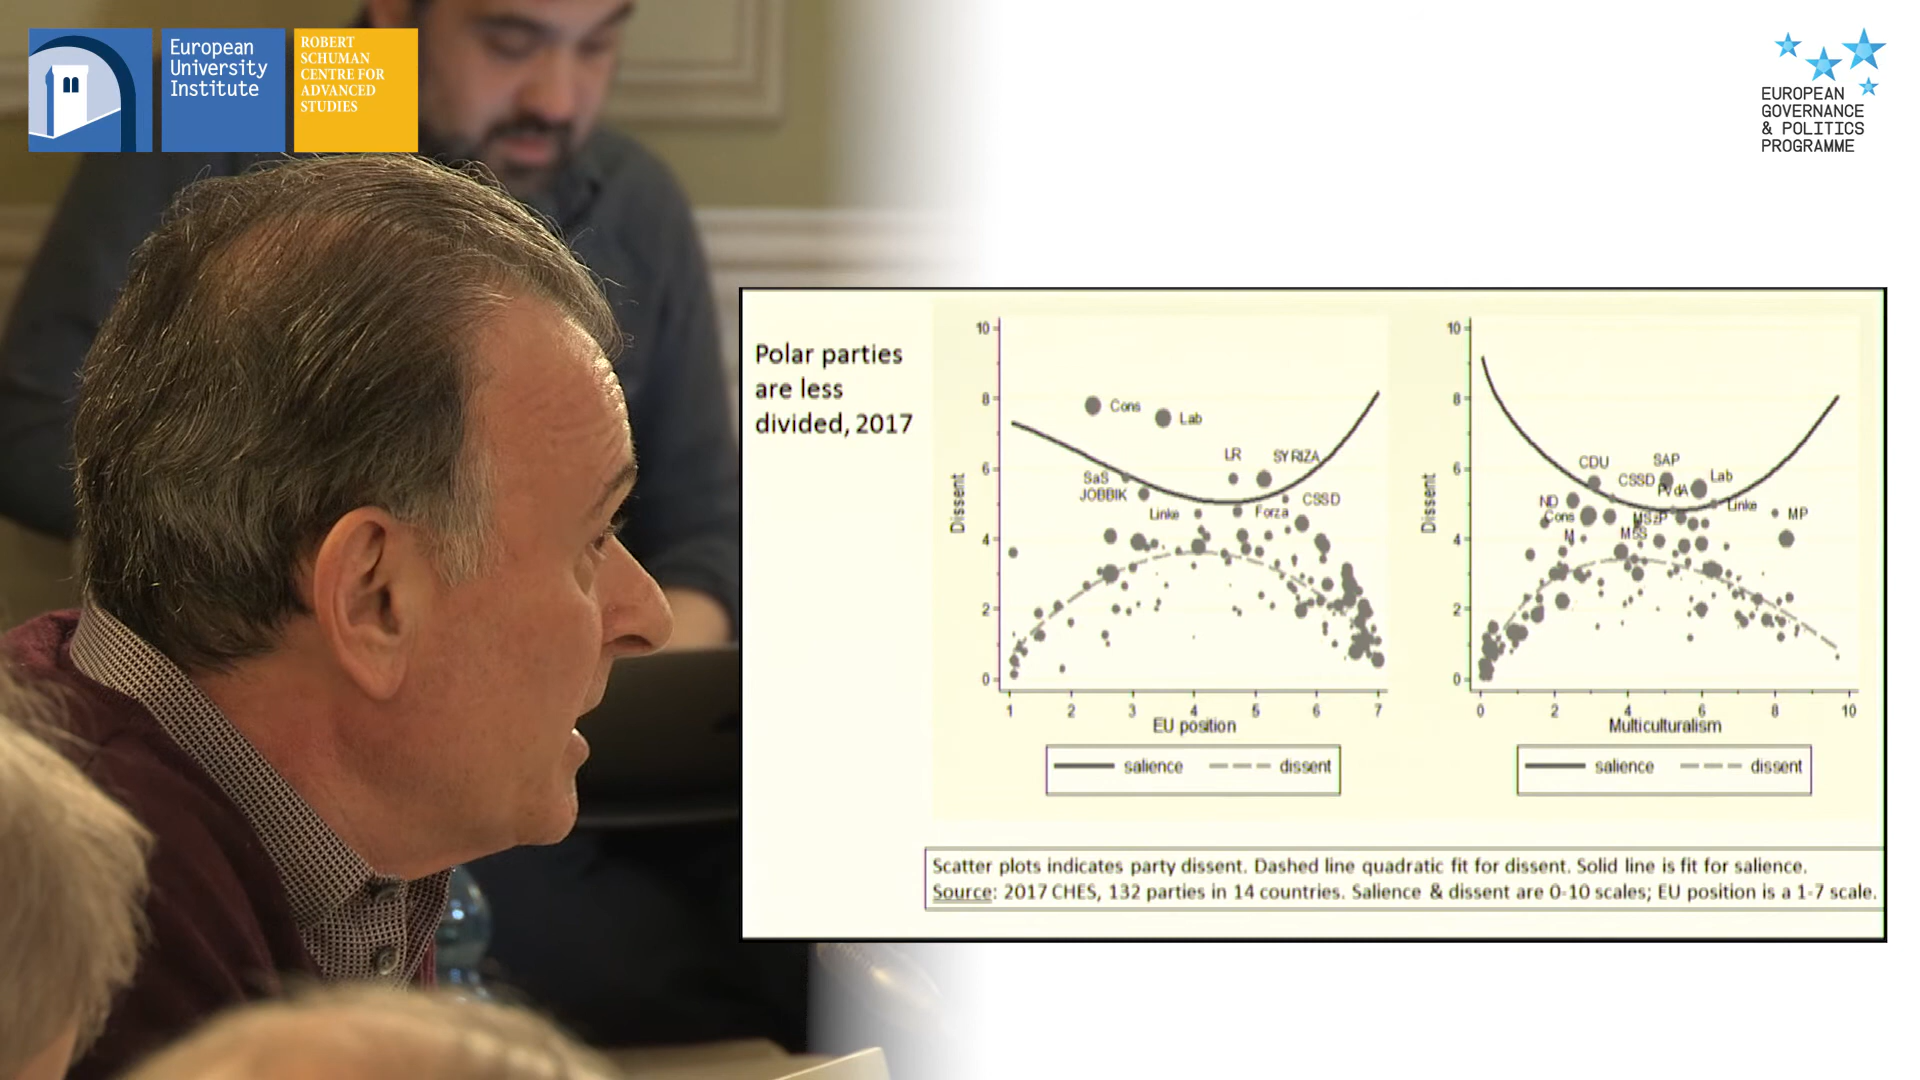 European
University
Institute
ROBERT
SCHUMAN
CENTRE FOR
ADVANCED
STUDIES
EUROPEAN
GOVERNANCE
& POLITICS
PROGRAMME
Polar parties
are less
divided, 2017
10
8
6
4
2
0
Dissent
Cons
Lab
LR
SYRIZA
SaS
JOBBIK
CSSD
Linke
Forza
1 2 3 4 5 6 7
EU position
salience dissent
10
8
6
4
2
0
Dissent
CDU
SAP
CSSD
Lab
PvdA
ND
Linke
Cons
MSzP
MP
M5S
0 2 4 6 8 10
Multiculturalism
salience dissent
Scatter plots indicates party dissent. Dashed line quadratic fit for dissent. Solid line is fit for salience.
Source: 2017 CHES, 132 parties in 14 countries. Salience & dissent are 0-10 scales; EU position is a 1-7 scale.